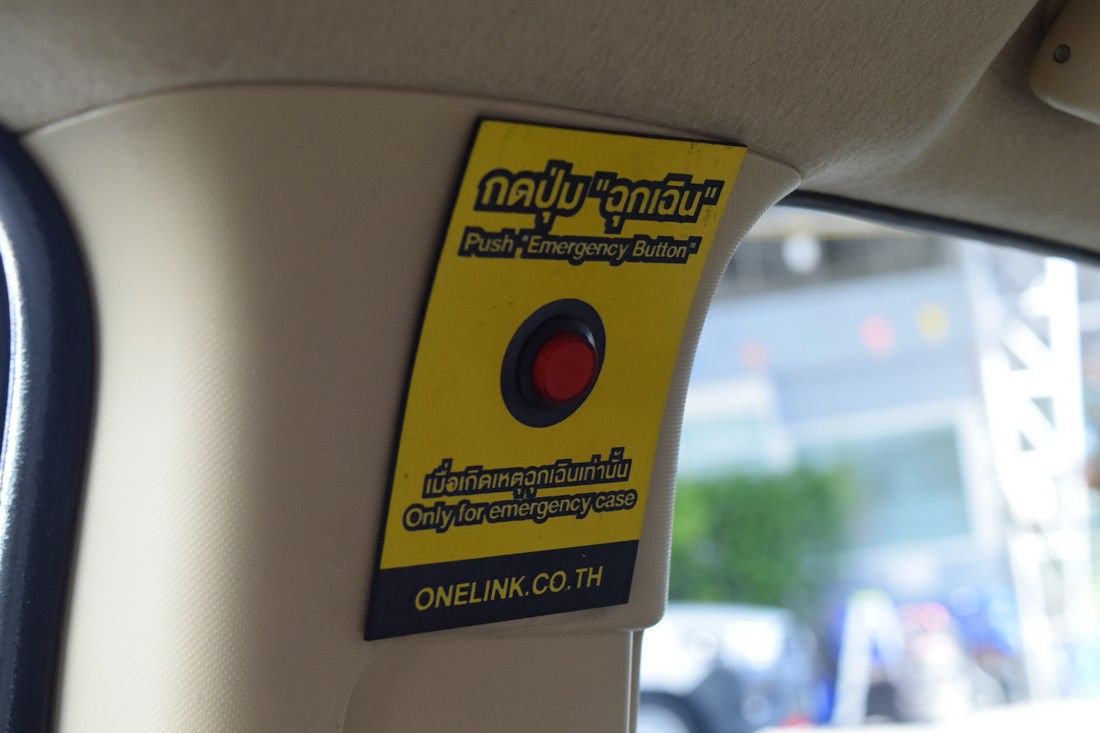 กดปุ่ม "ฉุกเฉิน"
Push "Emergency Button"
เมื่อเกิดเหตุฉุกเฉินเท่านั้น
Only for emergency case
ONELINK.CO.TH